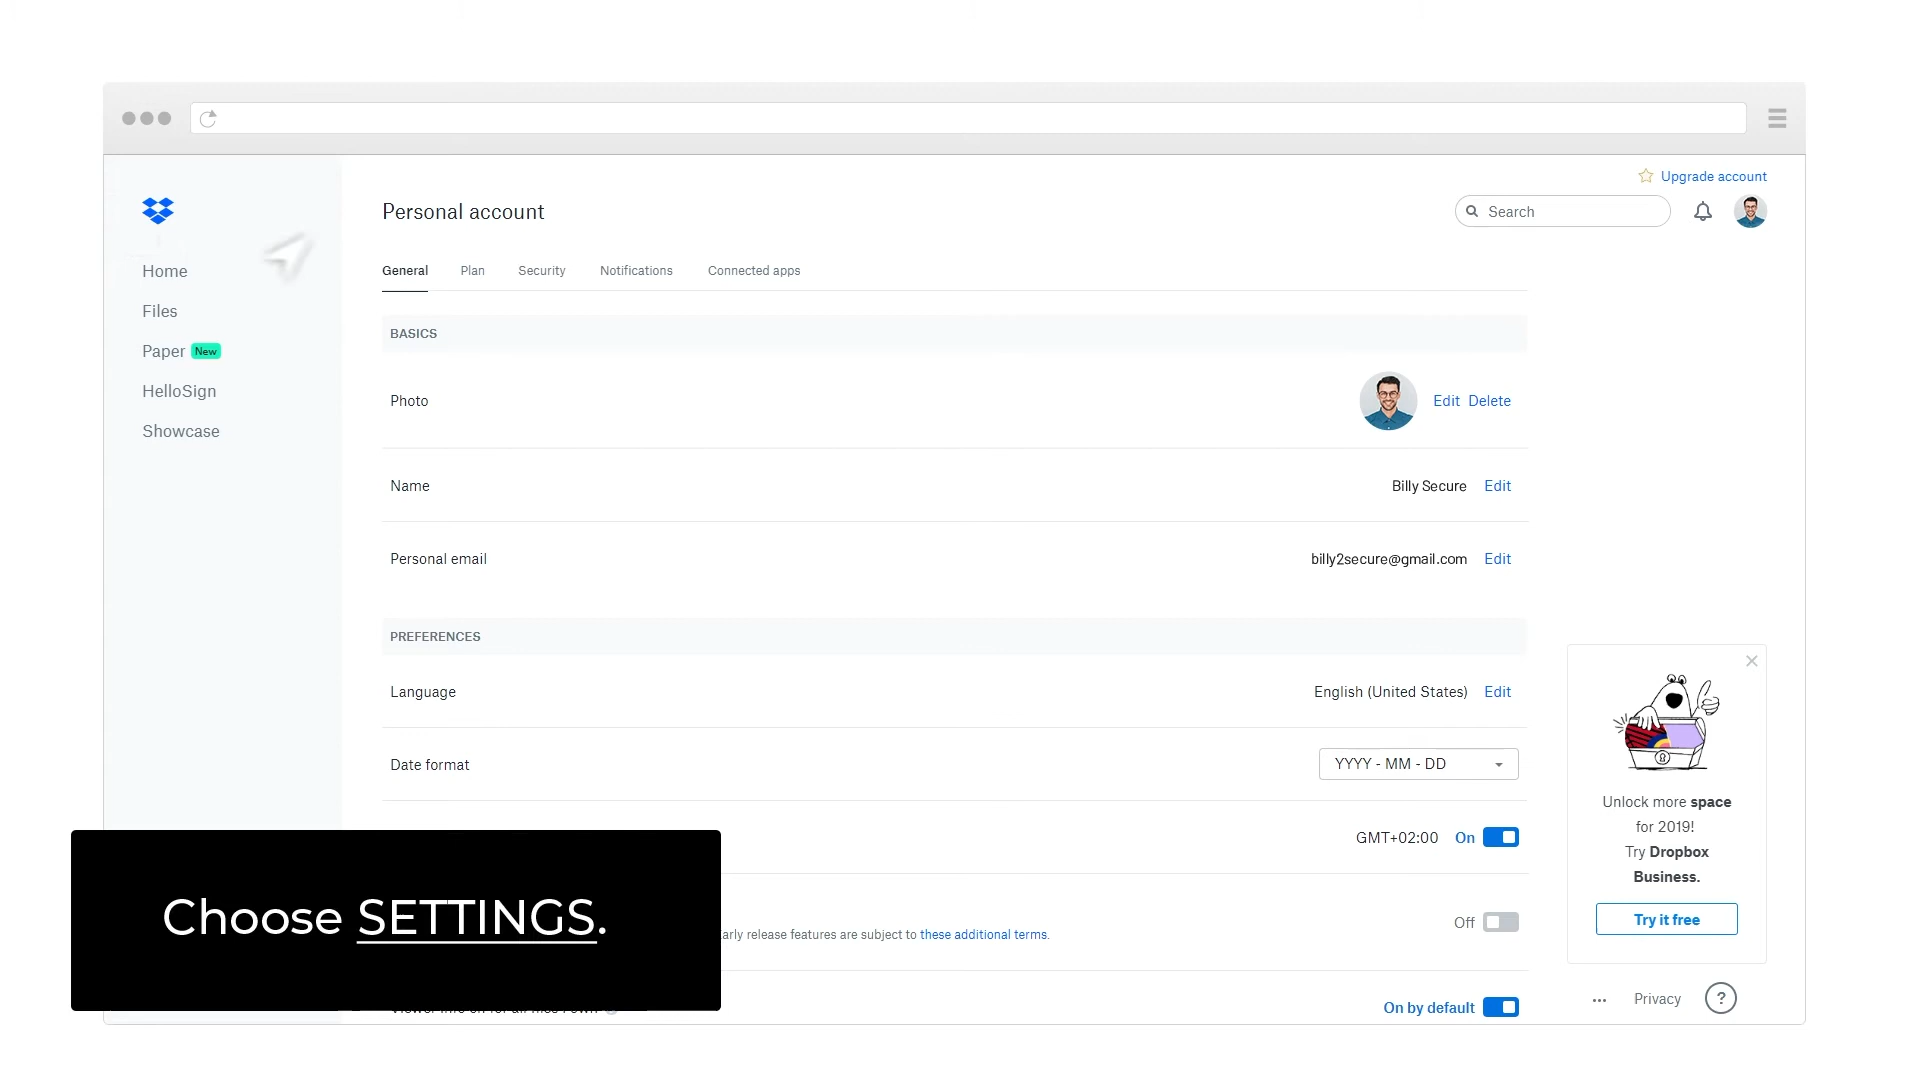 Upgrade account
Personal account
Search
Home
Files
Paper New
HelloSign
Showcase
General Plan Security Notifications Connected apps
BASICS
Photo Edit Delete
Name Billy Secure Edit
Personal email billy2secure@gmail.com Edit
PREFERENCES
Language English (United States) Edit
Date format YYYY - MM - DD
GMT+02:00 On
Off
release features are subject to these additional terms.
On by default
Unlock more space
for 2019!
Try Dropbox
Business.
Try it free
... Privacy ?
Choose SETTINGS.